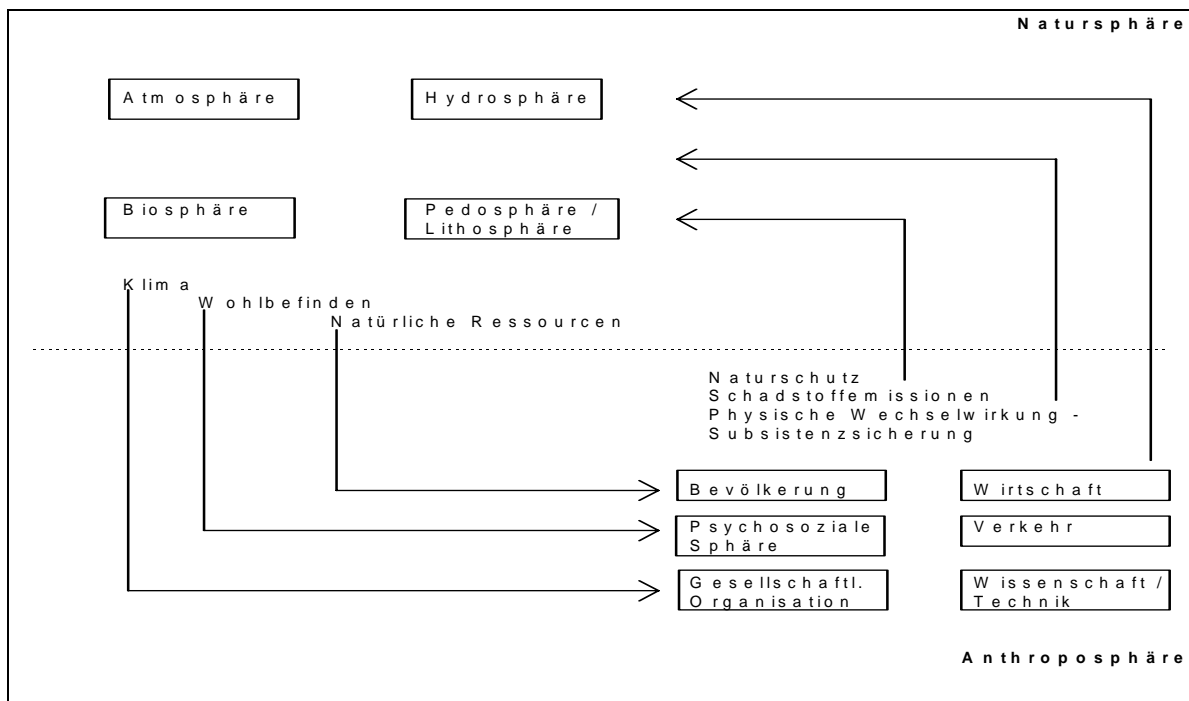 Natursphäre
Atmosphäre
Hydrosphäre
Biosphäre
Pedosphäre /
Lithosphäre
Klima
Wohlbefinden
Natürliche Ressourcen
Naturschutz
Schadstoffemissionen
Physische Wechselwirkung -
Subsistenzsicherung
Bevölkerung
Wirtschaft
Psychosoziale
Sphäre
Verkehr
Gesellschaftl.
Organisation
Wissenschaft /
Technik
Anthroposphäre